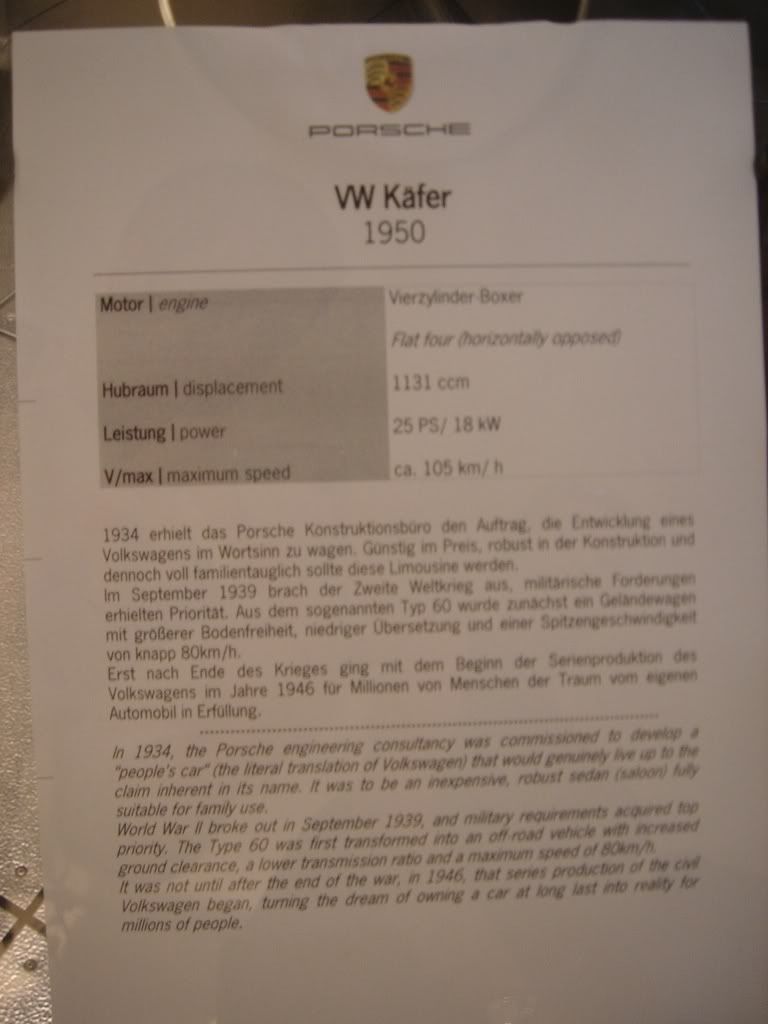 PORSCHE
VW Käfer
1950
Motor | engine
Vierzylinder-Boxer
Flat four (horizontally opposed)
Hubraum | displacement
1131 ccm
Leistung | power
25 PS/ 18 kW
V/max | maximum speed
ca. 105 km/ h
1934 erhielt das Porsche Konstruktionsbüro den Auftrag, die Entwicklung eines
Volkswagens im Wortsinn zu wagen. Günstig im Preis, robust in der Konstruktion und
dennoch voll familientauglich sollte diese Limousine werden.
Im September 1939 brach der Zweite Weltkrieg aus, militärische Forderungen
erhielten Priorität. Aus dem sogenannten Typ 60 wurde zunächst ein Geländewagen
mit größerer Bodenfreiheit, niedriger Übersetzung und einer Spitzengeschwindigkeit
von knapp 80km/h.
Erst nach Ende des Krieges ging mit dem Beginn der Serienproduktion des
Volkswagens im Jahre 1946 für Millionen von Menschen der Traum vom eigenen
Automobil in Erfüllung.
In 1934, the Porsche engineering consultancy was commissioned to develop a
"people's car" (the literal translation of Volkswagen) that would genuinely live up to the
claim inherent in its name. It was to be an inexpensive, robust sedan (saloon) fully
suitable for family use.
World War II broke out in September 1939, and military requirements acquired top
priority. The Type 60 was first transformed into an off-road vehicle with increased
ground clearance, a lower transmission ratio and a maximum speed of 80km/h.
It was not until after the end of the war, in 1946, that series production of the civil
Volkswagen began, turning the dream of owning a car at long last into reality for
millions of people.